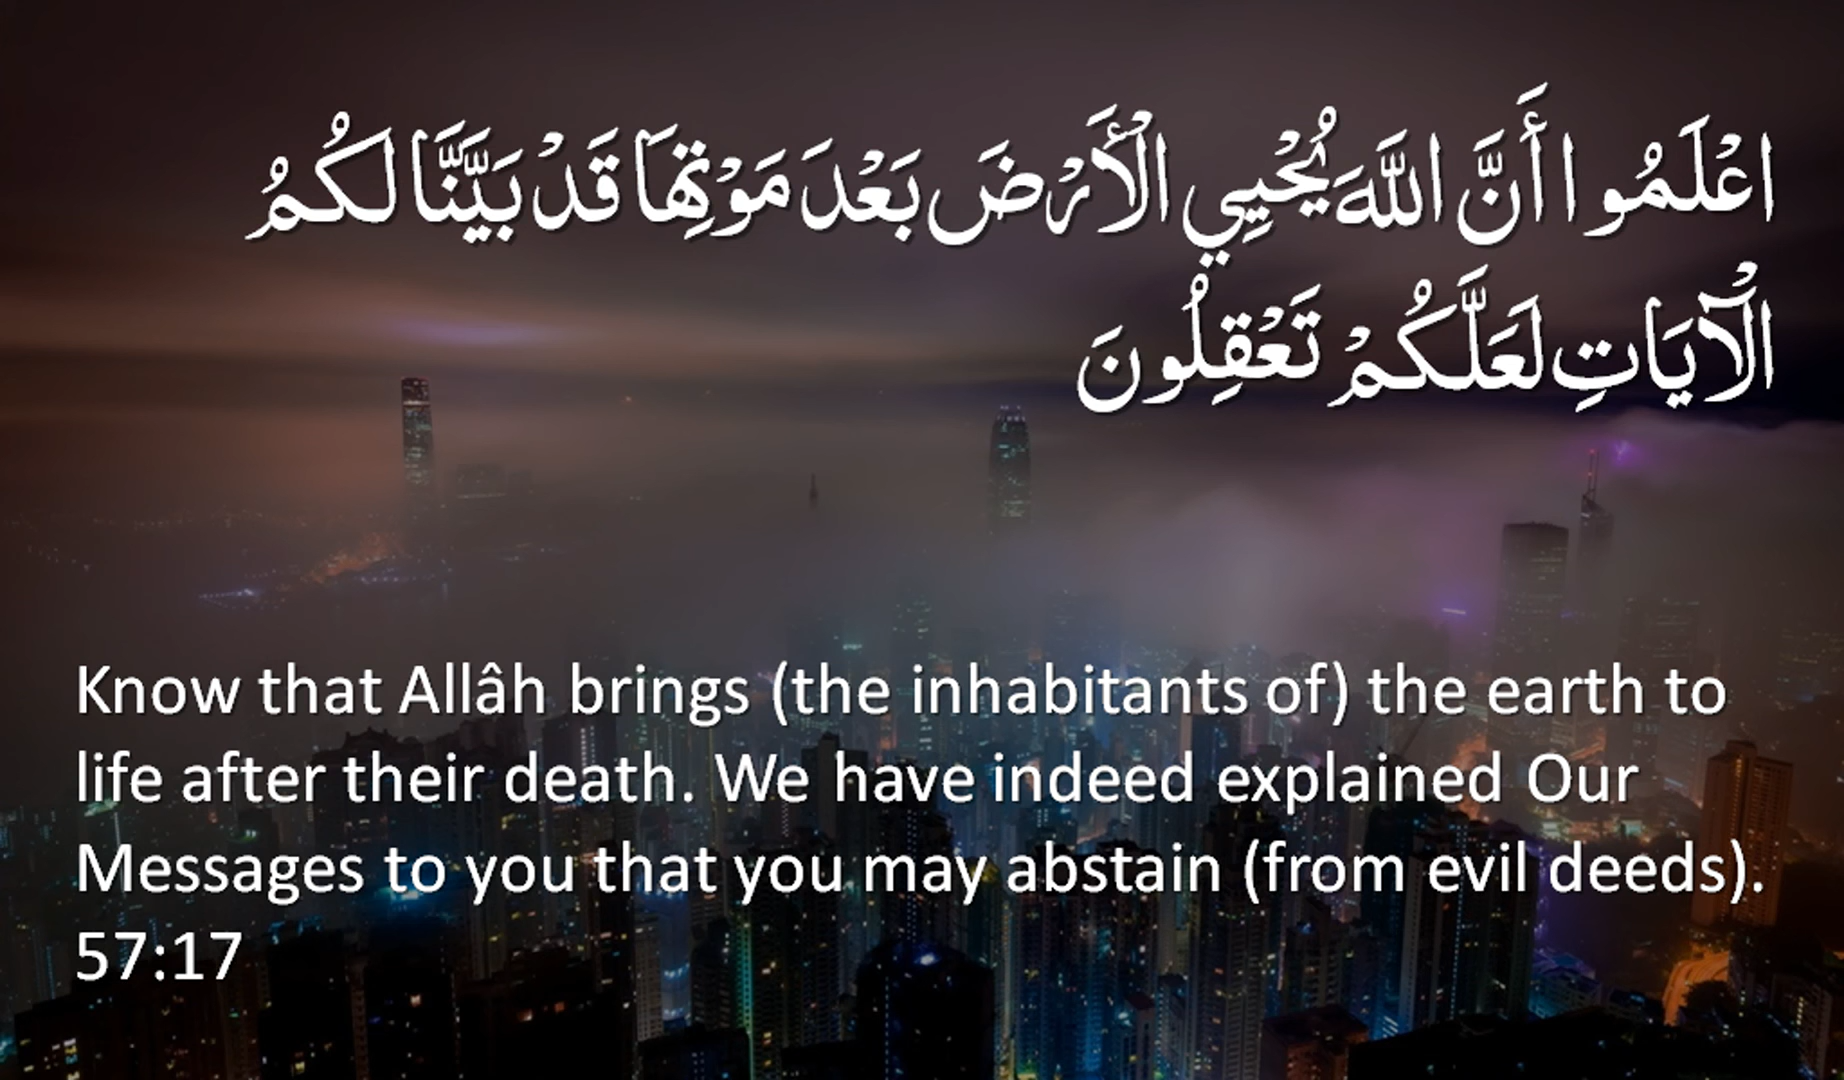 اعْلَمُوا أَنَّ اللَّهَ يُحْيِي الْأَرْضَ بَعْدَ مَوْتِهَا قَدْ بَيَّنَّا لَكُمُ
الْآيَاتِ لَعَلَّكُمْ تَعْقِلُونَ
Know that Allâh brings (the inhabitants of) the earth to
life after their death. We have indeed explained Our
Messages to you that you may abstain (from evil deeds).
57:17